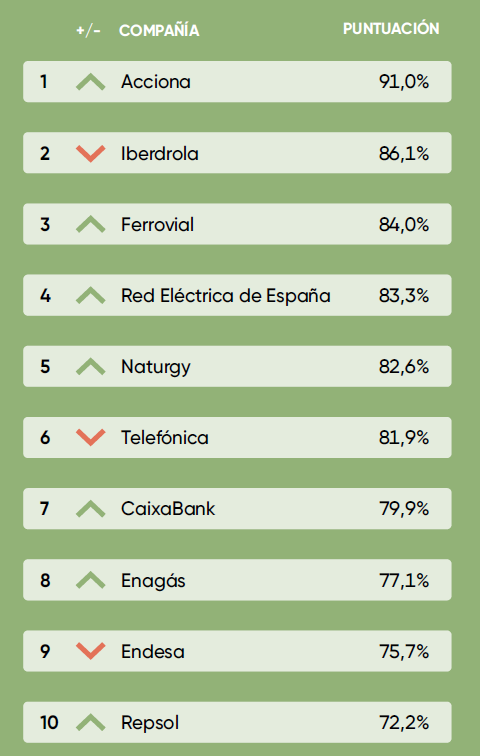 +/- COMPAÑÍA PUNTUACIÓN
1 Acciona 91,0%
2 Iberdrola 86,1%
3 Ferrovial 84,0%
4 Red Eléctrica de España 83,3%
5 Naturgy 82,6%
6 Telefónica 81,9%
7 CaixaBank 79,9%
8 Enagás 77,1%
9 Endesa 75,7%
10 Repsol 72,2%